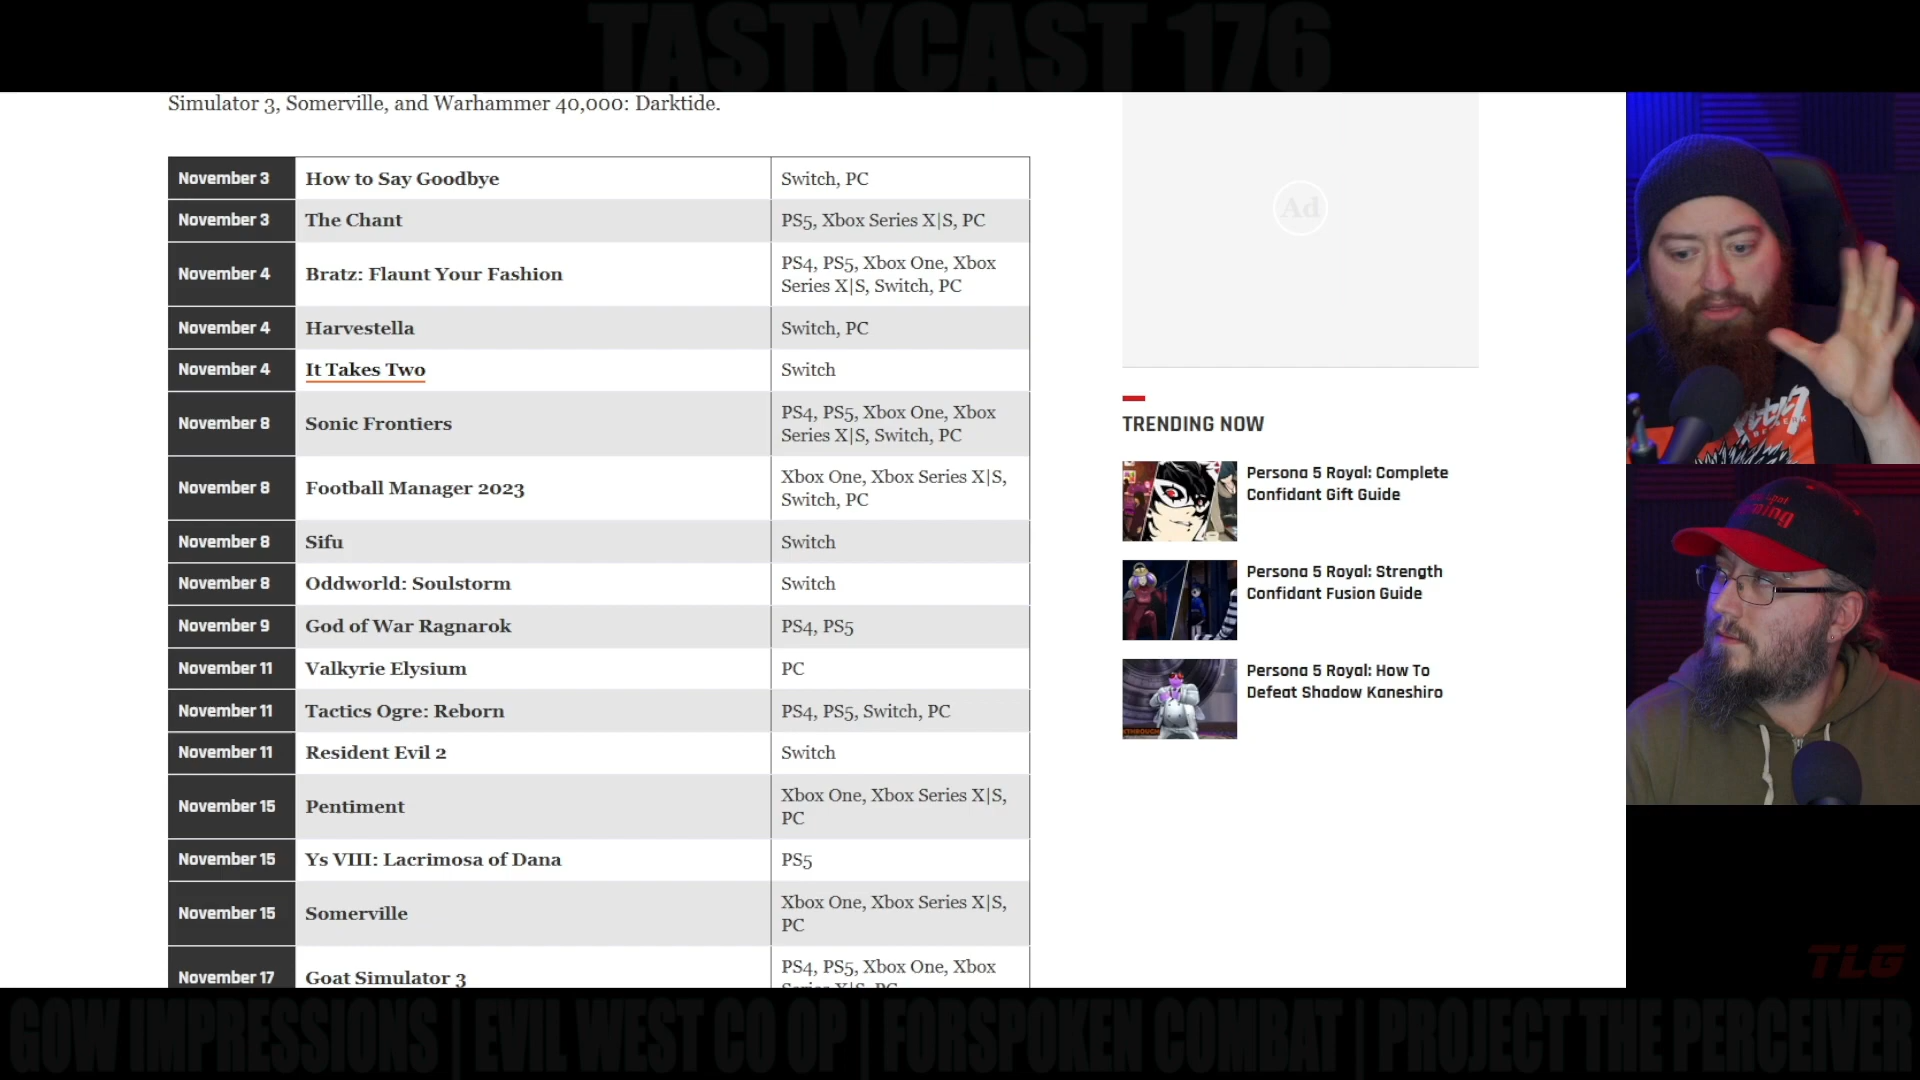 TASTYCAST 176
Simulator 3, Somerville, and Warhammer 40,000: Darktide.
November 3 How to Say Goodbye Switch, PC
November 3 The Chant PS5, Xbox Series X|S, PC
November 4 Bratz: Flaunt Your Fashion PS4, PS5, Xbox One, Xbox
Series X|S, Switch, PC
November 4 Harvestella Switch, PC
November 4 It Takes Two Switch
November 8 Sonic Frontiers PS4, PS5, Xbox One, Xbox
Series X|S, Switch, PC
November 8 Football Manager 2023 Xbox One, Xbox Series X|S,
Switch, PC
November 8 Sifu Switch
November 8 Oddworld: Soulstorm Switch
November 9 God of War Ragnarok PS4, PS5
November 11 Valkyrie Elysium PC
November 11 Tactics Ogre: Reborn PS4, PS5, Switch, PC
November 11 Resident Evil 2 Switch
November 15 Pentiment Xbox One, Xbox Series X|S,
PC
November 15 Ys VIII: Lacrimosa of Dana PS5
November 15 Somerville Xbox One, Xbox Series X|S,
PC
November 17 Goat Simulator 3 PS4, PS5, Xbox One, Xbox
Series X|S, PC
Ad
TRENDING NOW
Persona 5 Royal: Complete
Confidant Gift Guide
Persona 5 Royal: Strength
Confidant Fusion Guide
Persona 5 Royal: How To
Defeat Shadow Kaneshiro
TLG
GOW IMPRESSIONS | EVIL WEST CO OP | FORSPOKEN COMBAT | PROJECT THE PERCEIVER